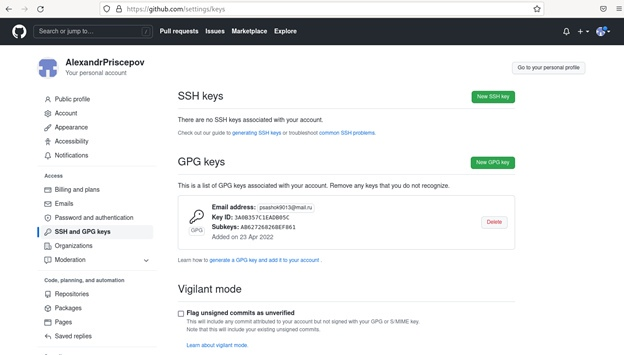 https://github.com/settings/keys
Search or jump to…
/
Pull requests Issues Marketplace Explore
AlexandrPriscepov
Your personal account
Go to your personal profile
Public profile
Account
Appearance
Accessibility
Notifications
Access
Billing and plans
Emails
Password and authentication
SSH and GPG keys
Organizations
Moderation
Code, planning, and automation
Repositories
Packages
Pages
Saved replies
SSH keys
New SSH key
There are no SSH keys associated with your account.
Check out our guide to generating SSH keys or troubleshoot common SSH problems.
GPG keys
New GPG key
This is a list of GPG keys associated with your account. Remove any keys that you do not recognize.
GPG
Email address: psashok9013@mail.ru
Key ID: 3A0B357C1EADB05C
Subkeys: AB62726826BEF861
Added on 23 Apr 2022
Delete
Learn how to generate a GPG key and add it to your account .
Vigilant mode
Flag unsigned commits as unverified
This will include any commit attributed to your account but not signed with your GPG or S/MIME key.
Note that this will include your existing unsigned commits.
Learn about vigilant mode.